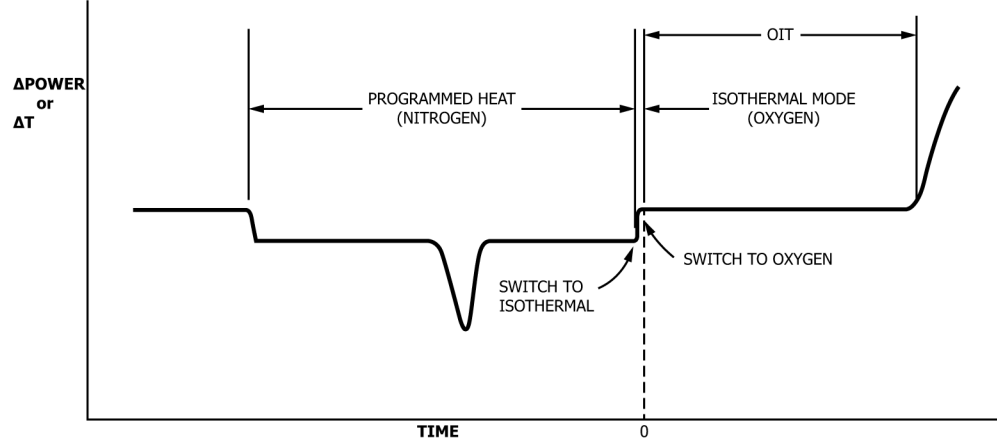 OIT
ΔPOWER
or
ΔT
PROGRAMMED HEAT
(NITROGEN)
ISOTHERMAL MODE
(OXYGEN)
SWITCH TO OXYGEN
SWITCH TO
ISOTHERMAL
TIME
0